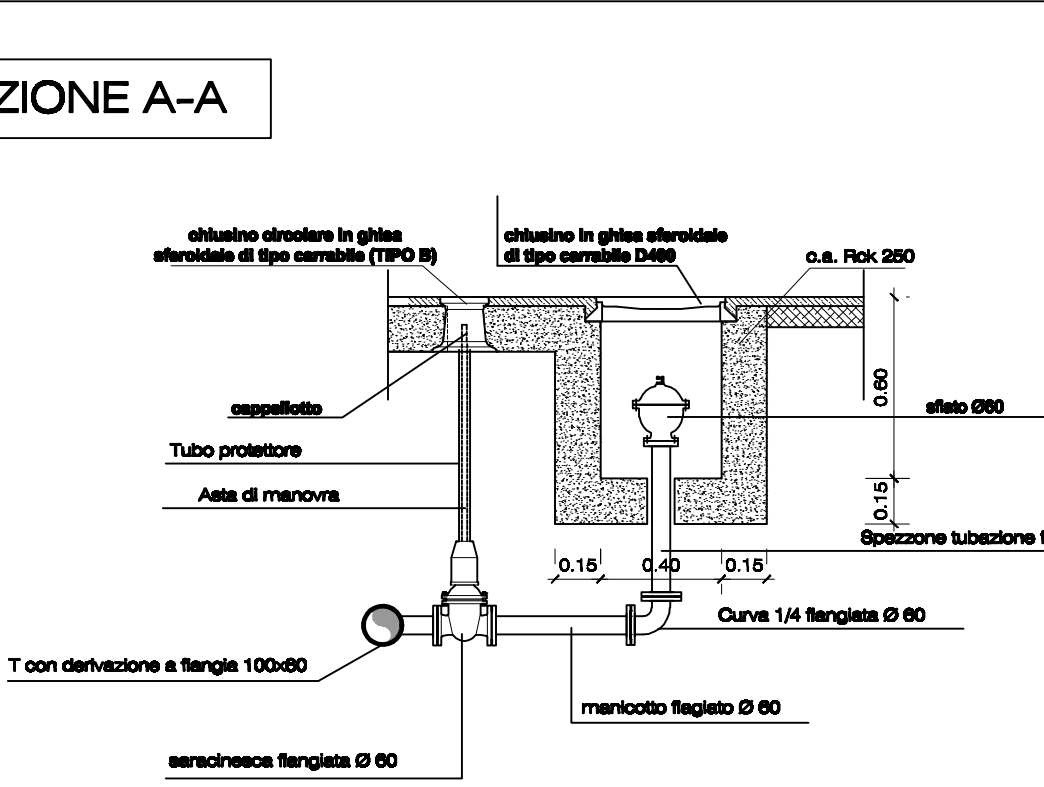 ZIONE A-A
chiusino circolare in ghisa
sferoidale di tipo carrabile (TIPO B)
chiusino in ghisa sferoidale
di tipo carrabile D400
c.a. Rck 250
cappellotto
Tubo protettore
Asta di manovra
0.60
sfiato Ø60
0.15
Spezzone tubazione f
0.15
0.40
0.15
Curva 1/4 flangiata Ø 60
T con derivazione a flangia 100x60
manicotto flagiato Ø 60
saracinesca flangiata Ø 60